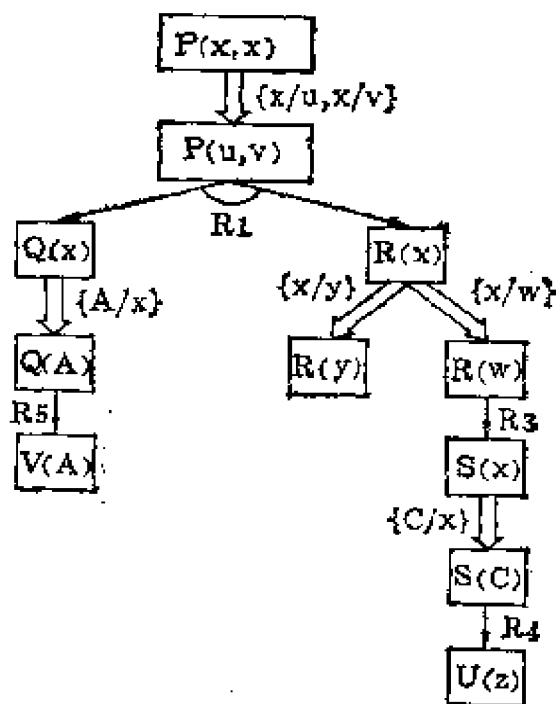 P(x,x)
{x/u,x/v}
P(u,v)
R1
Q(x)
R(x)
{A/x}
{x/y}
{x/w}
Q(A)
R(y)
R(w)
R5
R3
V(A)
S(x)
{C/x}
S(C)
R4
U(z)